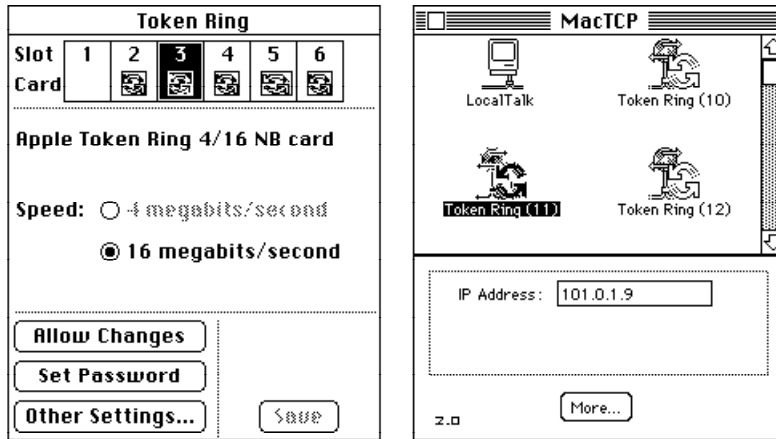 Token Ring
Slot 1 2 3 4 5 6
Card
Apple Token Ring 4/16 NB card
Speed: 4 megabits/second
16 megabits/second
Allow Changes
Set Password
Other Settings...
Save
MacTCP
LocalTalk
Token Ring (10)
Token Ring (11)
Token Ring (12)
IP Address: 101.0.1.9
More...
2.0